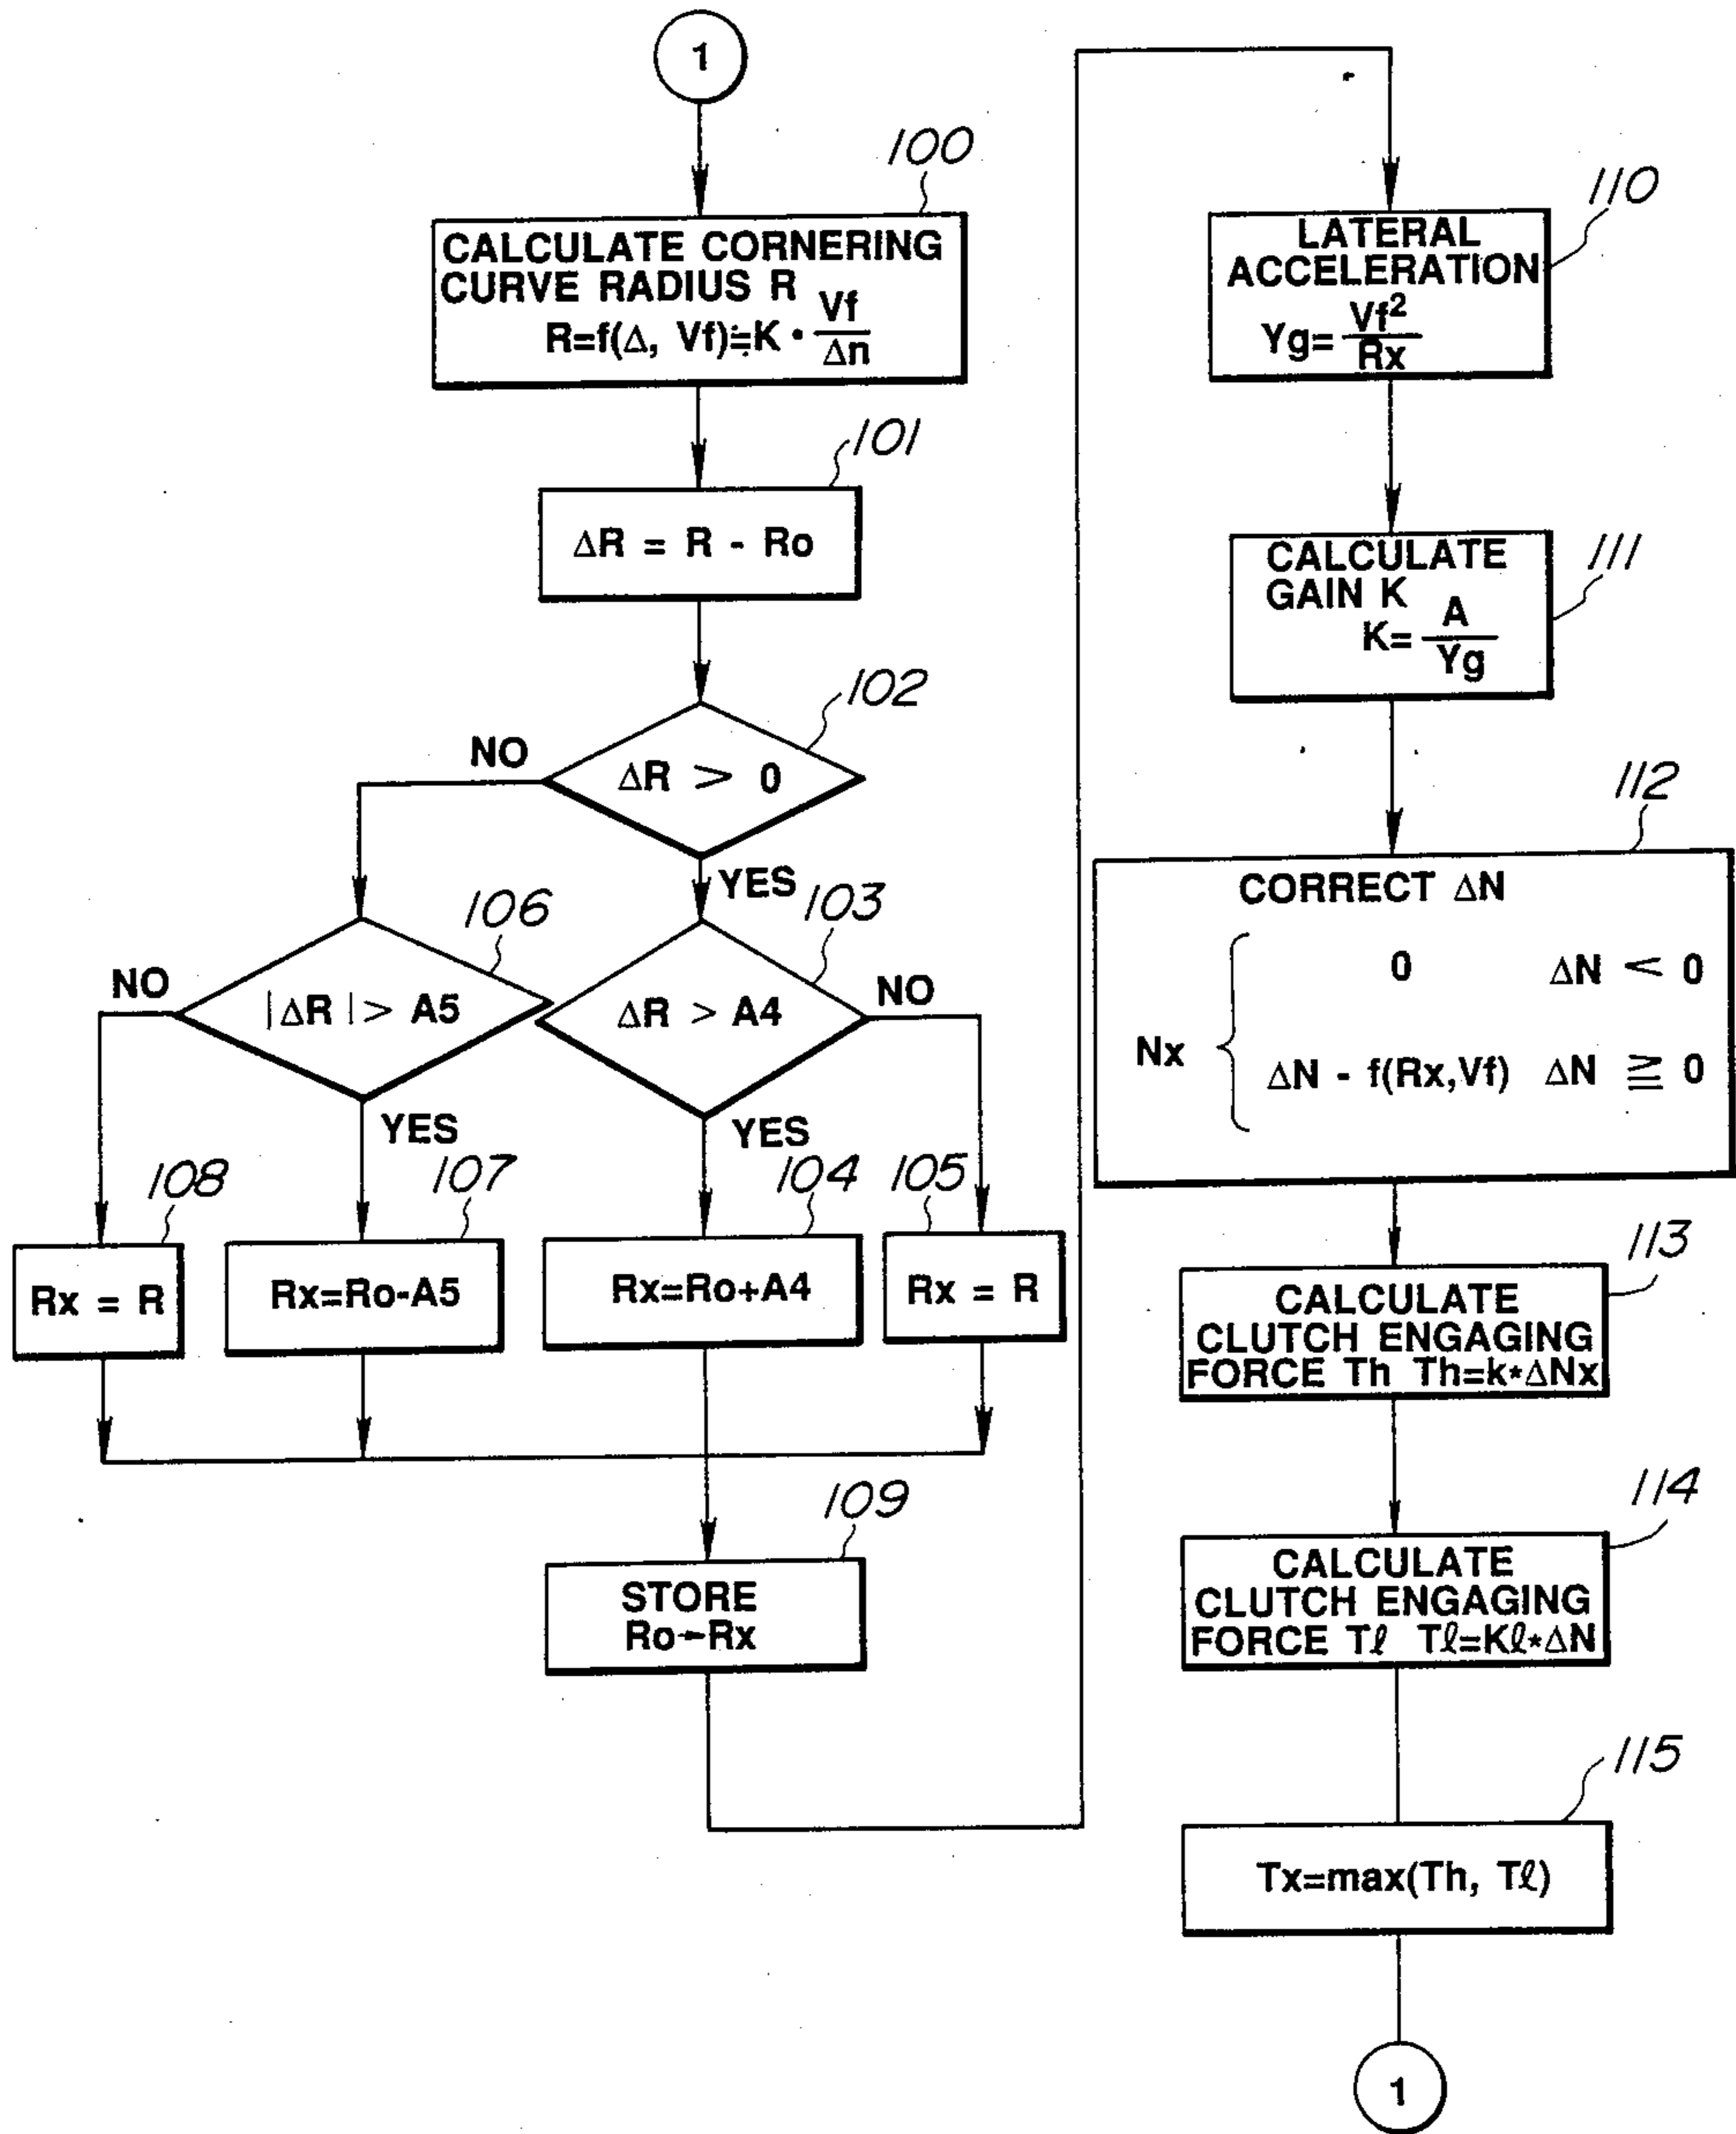 1
100
CALCULATE CORNERING
CURVE RADIUS R
R=f(Δ, Vf)≒K · Vf
Δn
101
ΔR = R - Ro
102
NO
ΔR > 0
YES
106
103
NO
|ΔR| > A5
ΔR > A4
NO
YES
YES
108
107
104
105
Rx = R
Rx=Ro-A5
Rx=Ro+A4
Rx = R
109
STORE
Ro←Rx
110
LATERAL
ACCELERATION
Yg= Vf²
Rx
111
CALCULATE
GAIN K
K= A
Yg
112
CORRECT ΔN
0 ΔN < 0
Nx {
ΔN - f(Rx,Vf) ΔN ≧ 0
113
CALCULATE
CLUTCH ENGAGING
FORCE Th Th=k*ΔNx
114
CALCULATE
CLUTCH ENGAGING
FORCE Tℓ Tℓ=Kℓ*ΔN
115
Tx=max(Th, Tℓ)
1